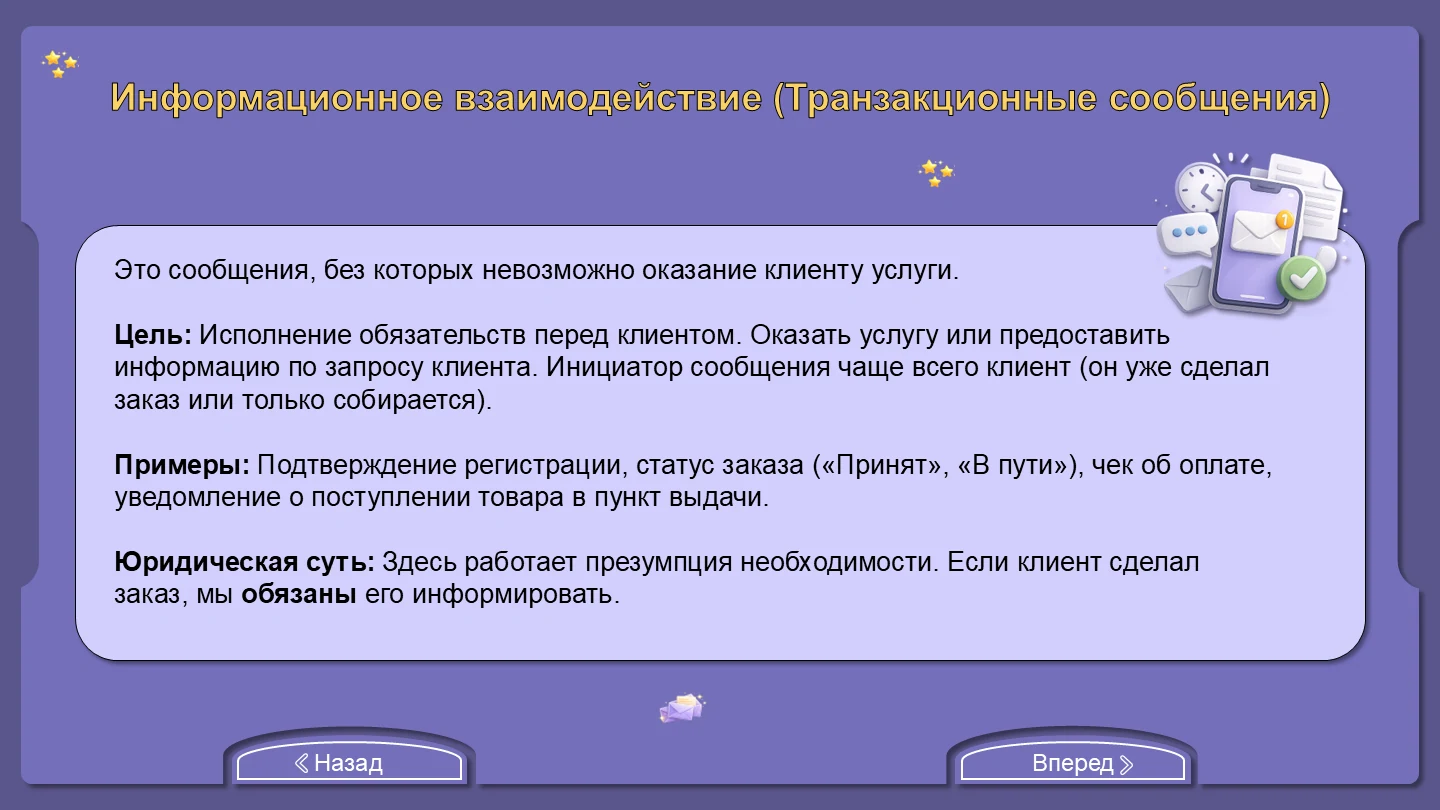 Информационное взаимодействие (Транзакционные сообщения)
Это сообщения, без которых невозможно оказание клиенту услуги.
Цель: Исполнение обязательств перед клиентом. Оказать услугу или предоставить
информацию по запросу клиента. Инициатор сообщения чаще всего клиент (он уже сделал
заказ или только собирается).
Примеры: Подтверждение регистрации, статус заказа («Принят», «В пути»), чек об оплате,
уведомление о поступлении товара в пункт выдачи.
Юридическая суть: Здесь работает презумпция необходимости. Если клиент сделал
заказ, мы обязаны его информировать.
Назад
Вперед